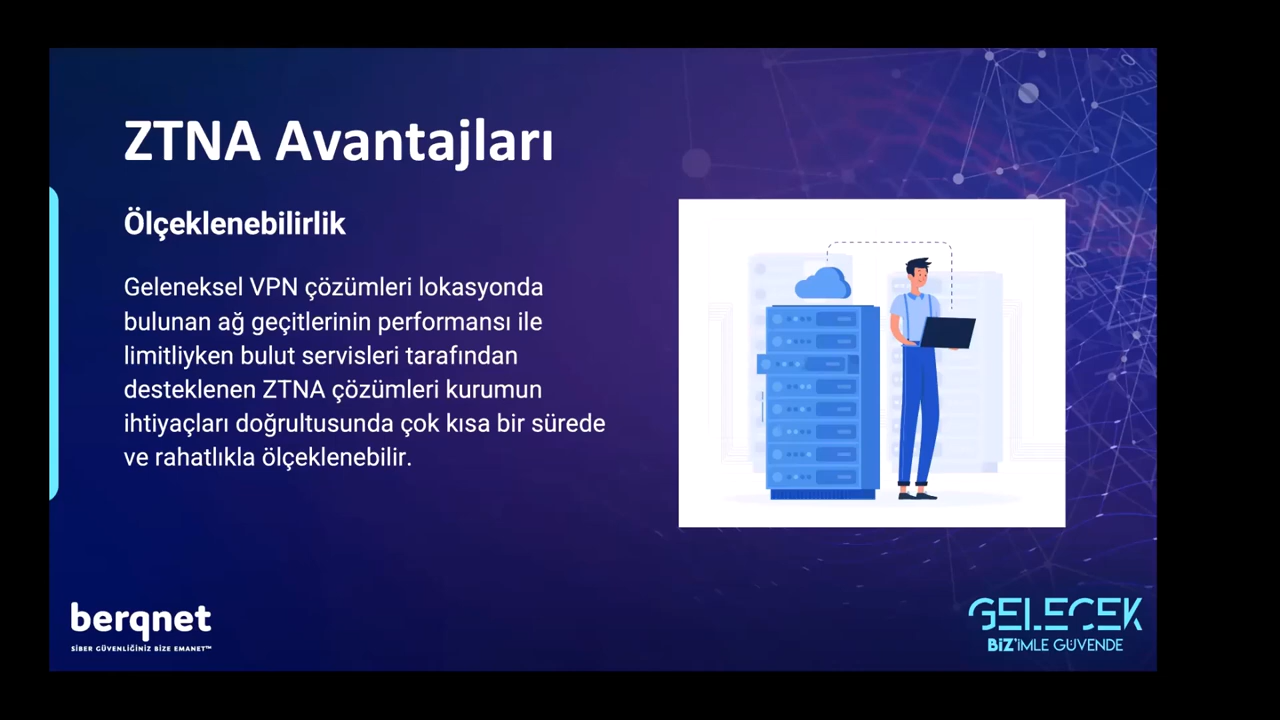 ZTNA Avantajları
Ölçeklenebilirlik
Geleneksel VPN çözümleri lokasyonda
bulunan ağ geçitlerinin performansı ile
limitliyken bulut servisleri tarafından
desteklenen ZTNA çözümleri kurumun
ihtiyaçları doğrultusunda çok kısa bir sürede
ve rahatlıkla ölçeklenebilir.
berqnet
SİBER GÜVENLİĞİNİZ BİZE EMANET™
GELECEK
BİZ'İMLE GÜVENDE